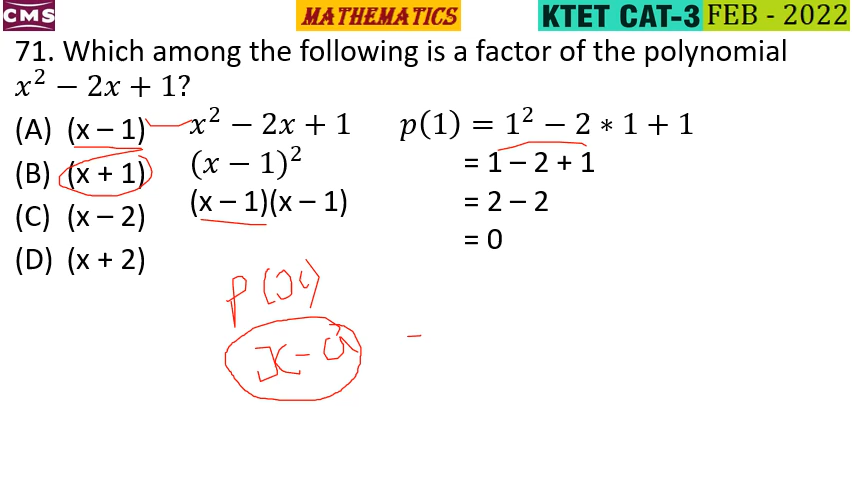 CMS MATHEMATICS KTET CAT-3 FEB - 2022
71. Which among the following is a factor of the polynomial
x² − 2x + 1?
(A) (x – 1) x² − 2x + 1 p(1) = 1² − 2 ∗ 1 + 1
(B) (x + 1) (x − 1)² = 1 – 2 + 1
(C) (x – 2) (x – 1)(x – 1) = 2 – 2
(D) (x + 2) = 0
p(x)
x - a